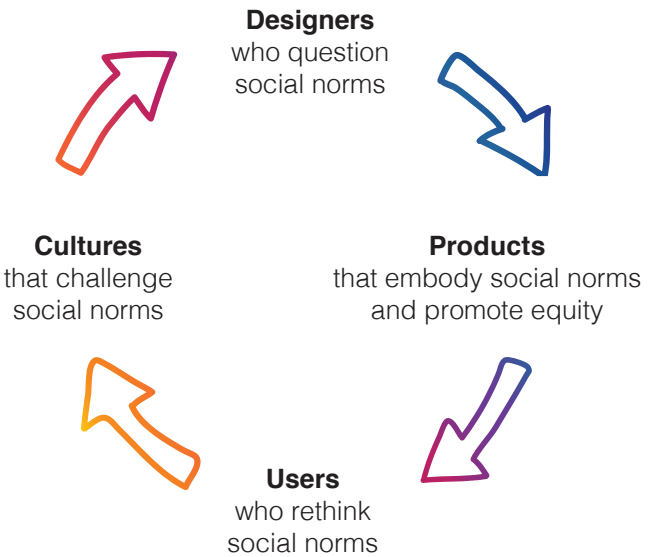 Designers
who question
social norms
Cultures
that challenge
social norms
Products
that embody social norms
and promote equity
Users
who rethink
social norms